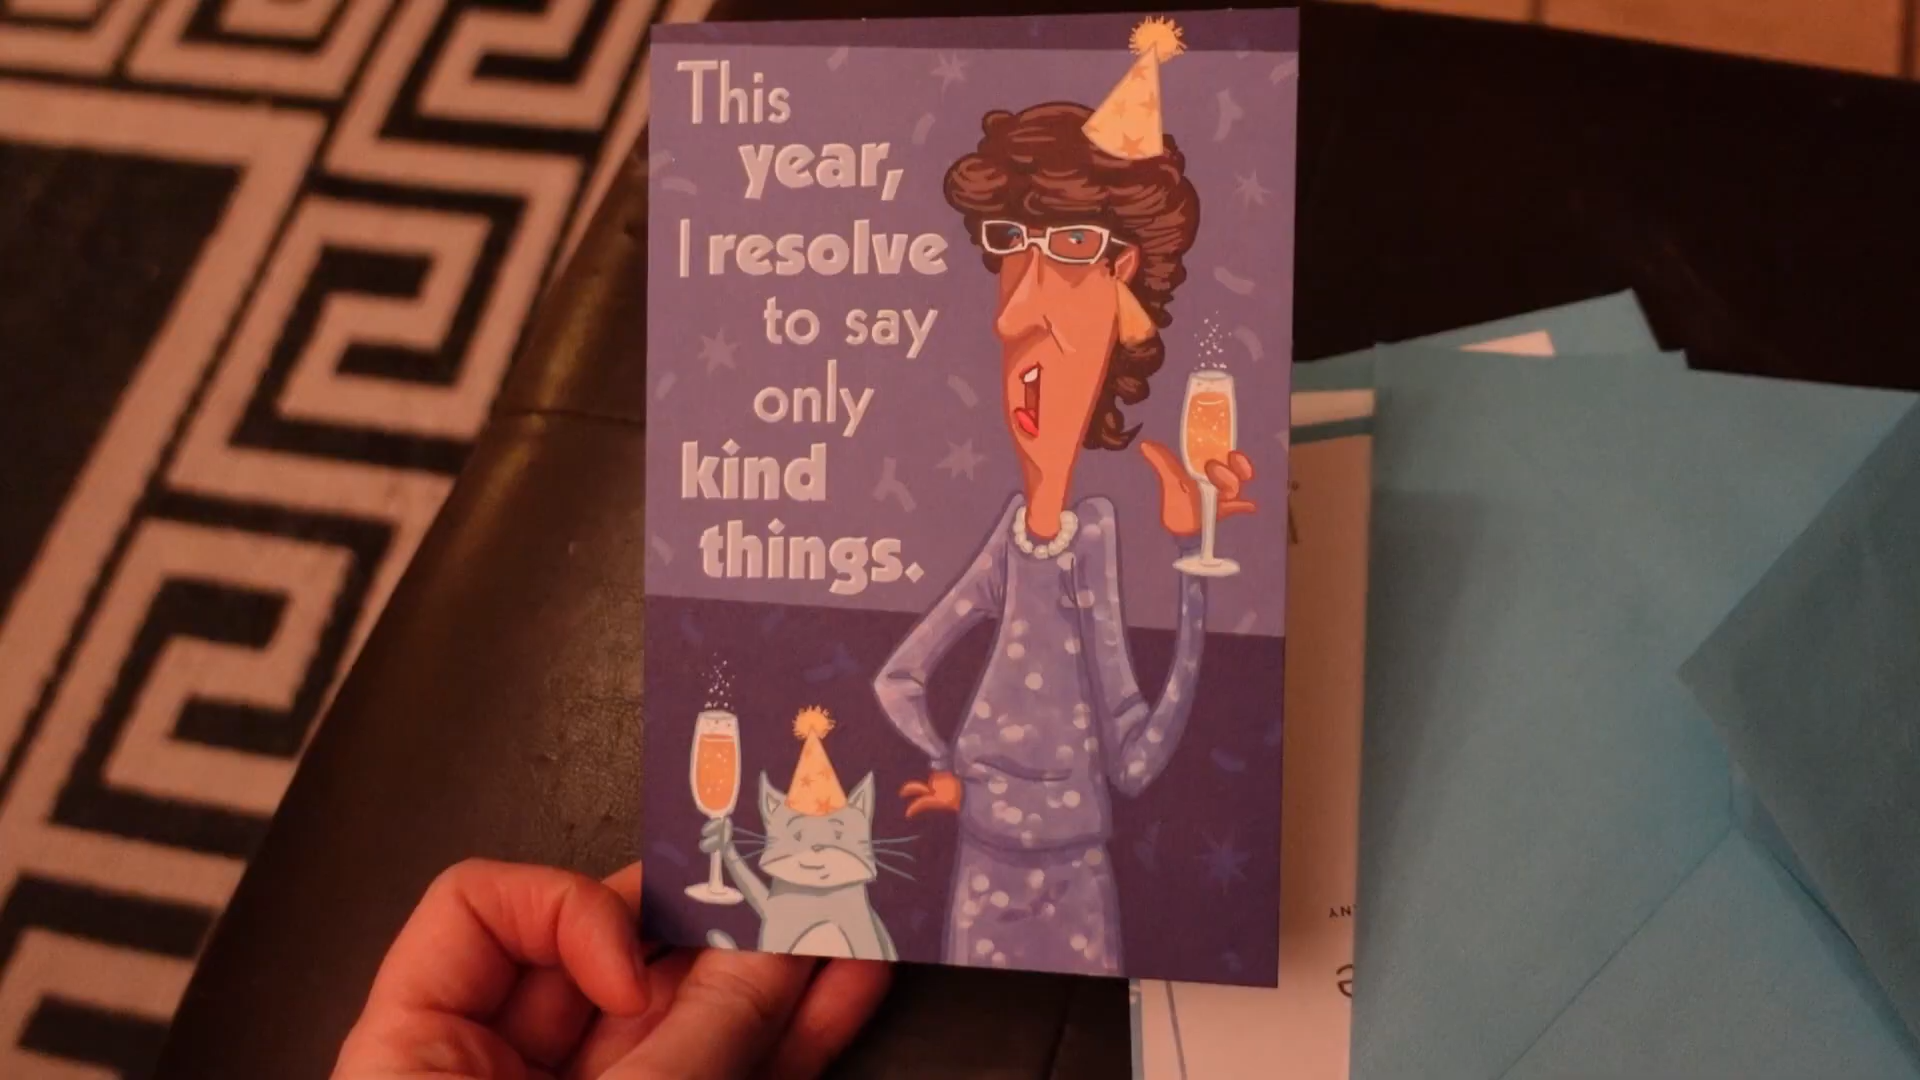 This
year,
I resolve
to say
only
kind
things.